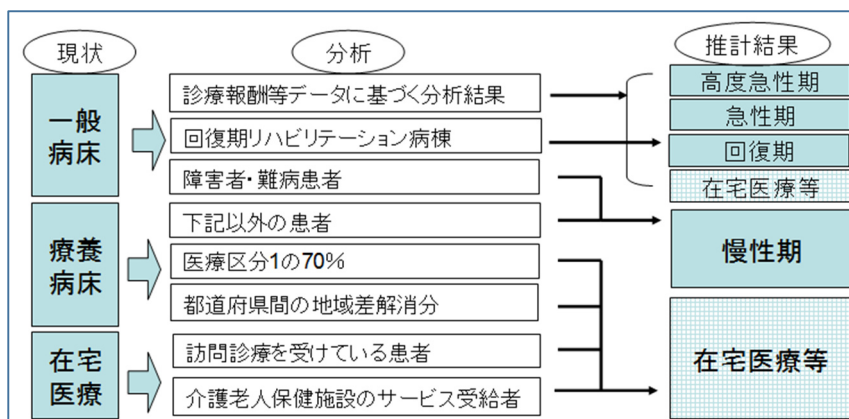 現状
分析
推計結果
一般
病床
療養
病床
在宅
医療
診療報酬等データに基づく分析結果
回復期リハビリテーション病棟
障害者・難病患者
下記以外の患者
医療区分1の70%
都道府県間の地域差解消分
訪問診療を受けている患者
介護老人保健施設のサービス受給者
高度急性期
急性期
回復期
在宅医療等
慢性期
在宅医療等